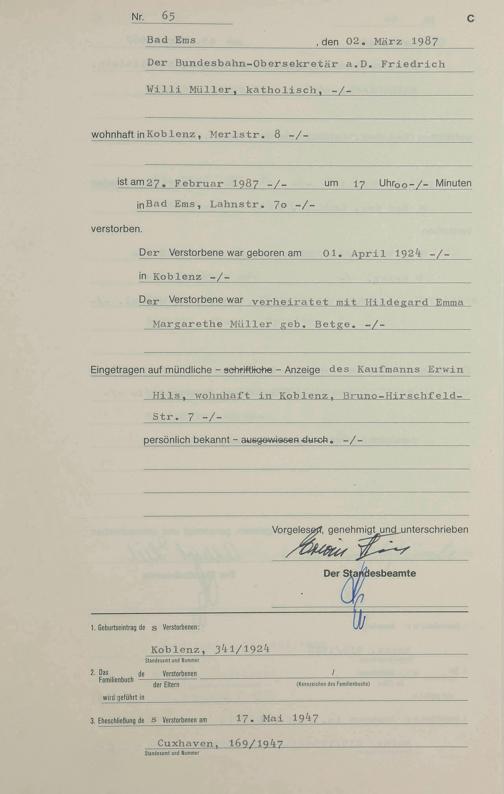 Nr. 65
C
Bad Ems , den 02. März 1987
Der Bundesbahn-Obersekretär a.D. Friedrich
Willi Müller, katholisch, -/-
wohnhaft in Koblenz, Merlstr. 8 -/-
ist am 27. Februar 1987 -/- um 17 Uhr oo-/- Minuten
in Bad Ems, Lahnstr. 7o -/-
verstorben.
Der Verstorbene war geboren am 01. April 1924 -/-
in Koblenz -/-
Der Verstorbene war verheiratet mit Hildegard Emma
Margarethe Müller geb. Betge. -/-
Eingetragen auf mündliche – schriftliche – Anzeige des Kaufmanns Erwin
Hils, wohnhaft in Koblenz, Bruno-Hirschfeld-
Str. 7 -/-
persönlich bekannt – ausgewiesen durch. -/-
Vorgelesen, genehmigt und unterschrieben
Erwin Hils
Der Standesbeamte
1. Geburtseintrag de s Verstorbenen:
Koblenz, 341/1924
Standesamt und Nummer
2. Das Familienbuch de Verstorbenen /
der Eltern (Kennzeichen des Familienbuchs)
wird geführt in
3. Eheschließung de s Verstorbenen am 17. Mai 1947
Cuxhaven, 169/1947
Standesamt und Nummer